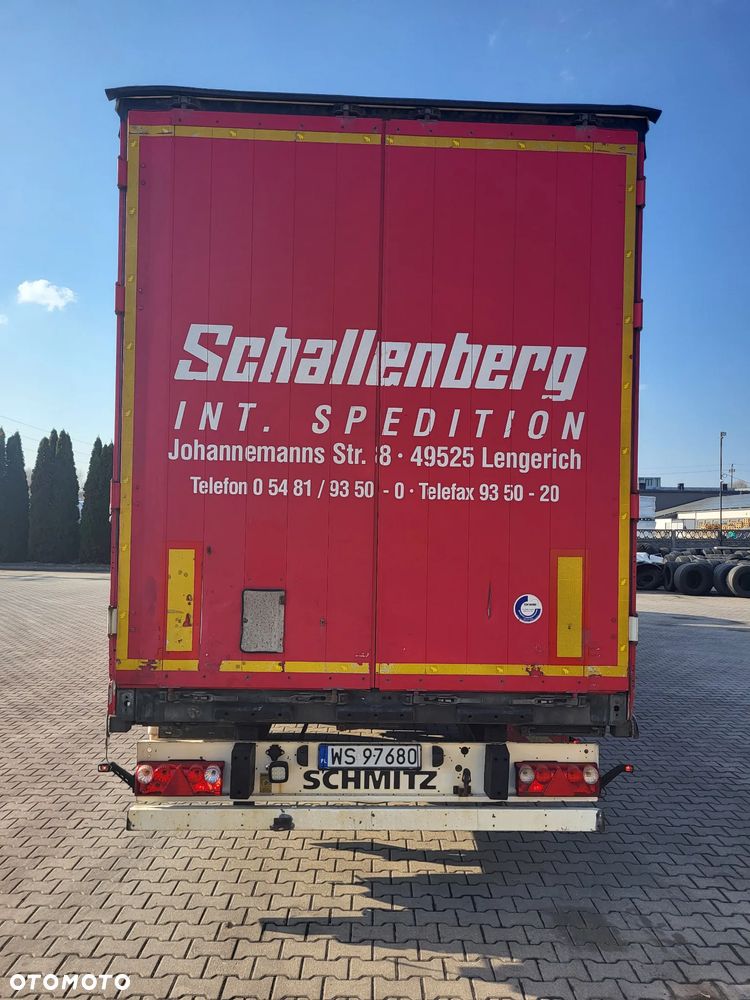 Schallenberg
INT. SPEDITION
Johannemanns Str. 8 · 49525 Lengerich
Telefon 0 54 81 / 93 50 - 0 · Telefax 93 50 - 20
WS 97680
SCHMITZ
OTOMOTO